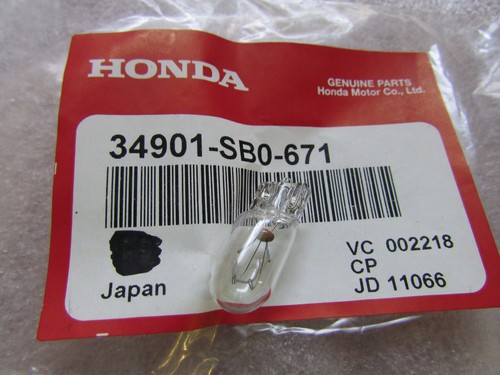 HONDA
GENUINE PARTS
Honda Motor Co., Ltd.
34901-SB0-671
VC 002218
CP
Japan
JD 11066